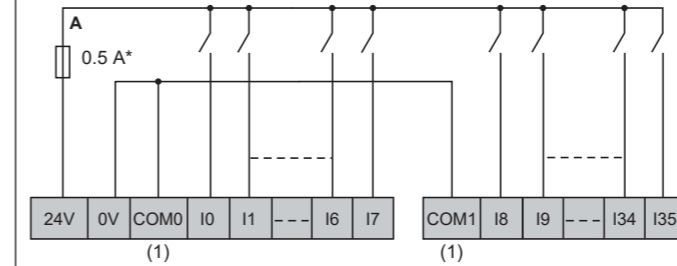 A
0.5 A*
24V 0V COM0 I0 I1 --- I6 I7 COM1 I8 I9 --- I34 I35
(1) (1)